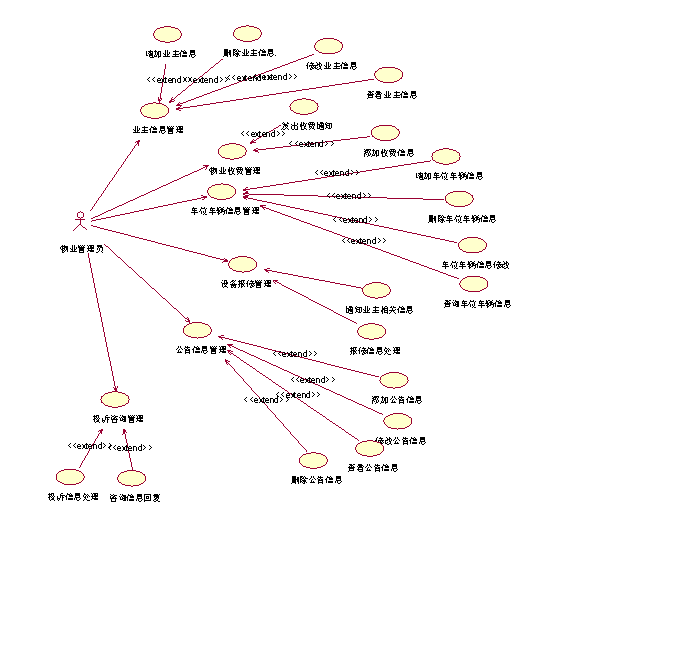 增加业主信息
删除业主信息
修改业主信息
查看业主信息
<<extend>>
<<extend>>
<<extend>>
<<extend>>
业主信息管理
发出收费通知
<<extend>>
<<extend>>
添加收费信息
物业收费管理
<<extend>>
增加车位车辆信息
<<extend>>
车位车辆信息管理
删除车位车辆信息
<<extend>>
<<extend>>
物业管理员
车位车辆信息修改
设备报修管理
查询车位车辆信息
通知业主相关信息
公告信息管理
报修信息处理
<<extend>>
<<extend>>
<<extend>>
<<extend>>
添加公告信息
投诉咨询管理
修改公告信息
<<extend>>
<<extend>>
查看公告信息
删除公告信息
投诉信息处理
咨询信息回复